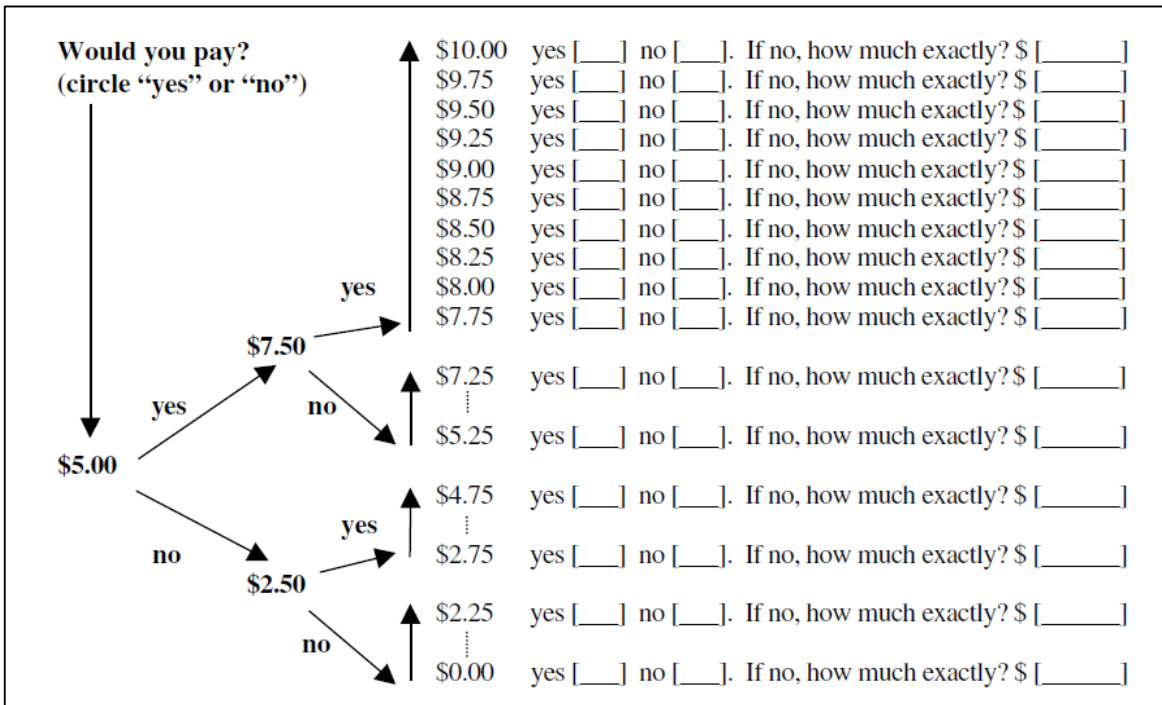 Would you pay?
(circle “yes” or “no”)
$10.00 yes [___] no [___]. If no, how much exactly? $ [______]
$9.75 yes [___] no [___]. If no, how much exactly? $ [______]
$9.50 yes [___] no [___]. If no, how much exactly? $ [______]
$9.25 yes [___] no [___]. If no, how much exactly? $ [______]
$9.00 yes [___] no [___]. If no, how much exactly? $ [______]
$8.75 yes [___] no [___]. If no, how much exactly? $ [______]
$8.50 yes [___] no [___]. If no, how much exactly? $ [______]
$8.25 yes [___] no [___]. If no, how much exactly? $ [______]
$8.00 yes [___] no [___]. If no, how much exactly? $ [______]
$7.75 yes [___] no [___]. If no, how much exactly? $ [______]
yes
$7.50
no
$7.25 yes [___] no [___]. If no, how much exactly? $ [______]
$5.25 yes [___] no [___]. If no, how much exactly? $ [______]
yes
$5.00
no
$4.75 yes [___] no [___]. If no, how much exactly? $ [______]
$2.75 yes [___] no [___]. If no, how much exactly? $ [______]
yes
$2.50
no
$2.25 yes [___] no [___]. If no, how much exactly? $ [______]
$0.00 yes [___] no [___]. If no, how much exactly? $ [______]